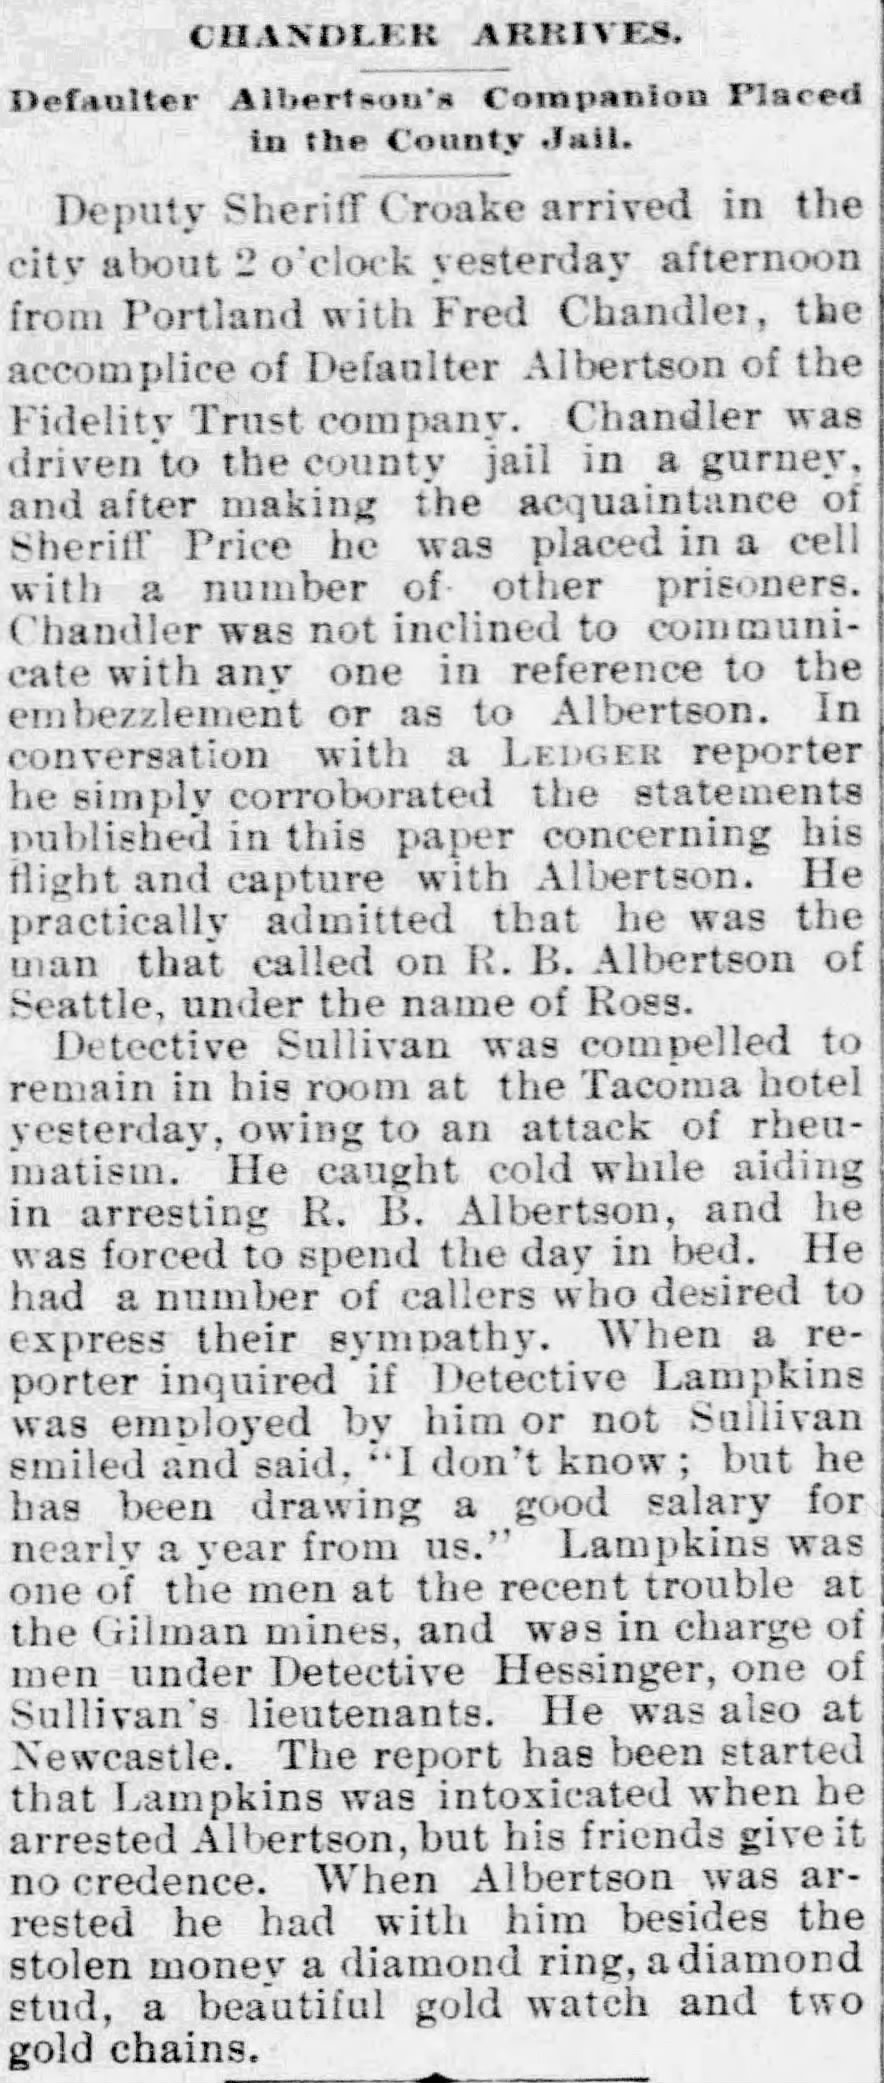 CHANDLER ARRIVES.
Defaulter Albertson's Companion Placed
in the County Jail.
Deputy Sheriff Croake arrived in the
city about 2 o'clock yesterday afternoon
from Portland with Fred Chandler, the
accomplice of Defaulter Albertson of the
Fidelity Trust company. Chandler was
driven to the county jail in a gurney,
and after making the acquaintance of
Sheriff Price he was placed in a cell
with a number of other prisoners.
Chandler was not inclined to communi-
cate with any one in reference to the
embezzlement or as to Albertson. In
conversation with a LEDGER reporter
he simply corroborated the statements
published in this paper concerning his
flight and capture with Albertson. He
practically admitted that he was the
man that called on R. B. Albertson of
Seattle, under the name of Ross.
Detective Sullivan was compelled to
remain in his room at the Tacoma hotel
yesterday, owing to an attack of rheu-
matism. He caught cold while aiding
in arresting R. B. Albertson, and he
was forced to spend the day in bed. He
had a number of callers who desired to
express their sympathy. When a re-
porter inquired if Detective Lampkins
was employed by him or not Sullivan
smiled and said, "I don't know; but he
has been drawing a good salary for
nearly a year from us." Lampkins was
one of the men at the recent trouble at
the Gilman mines, and was in charge of
men under Detective Hessinger, one of
Sullivan's lieutenants. He was also at
Newcastle. The report has been started
that Lampkins was intoxicated when he
arrested Albertson, but his friends give it
no credence. When Albertson was ar-
rested he had with him besides the
stolen money a diamond ring, a diamond
stud, a beautiful gold watch and two
gold chains.